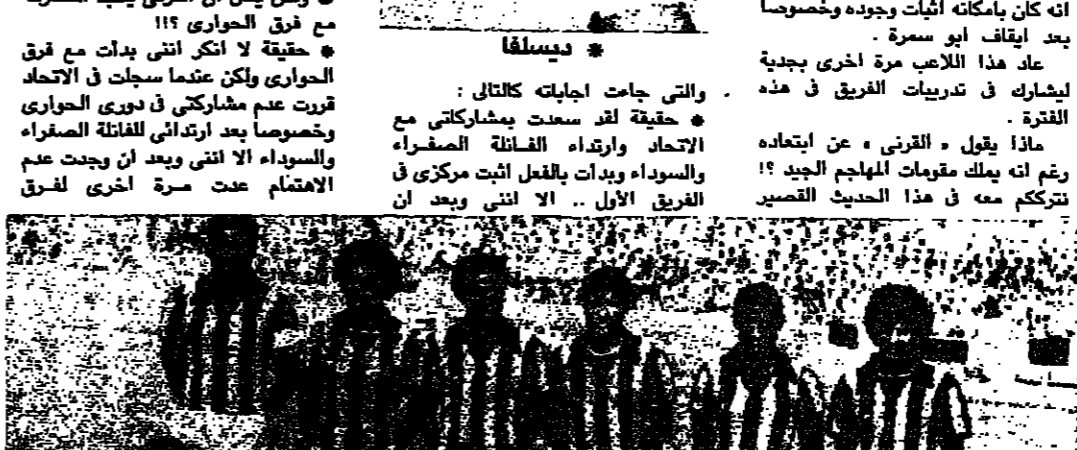 انه كان بامكانه اثبات وجوده وخصوصا
بعد ايقاف ابو سمرة .
عاد هذا اللاعب مرة اخرى بجدية
ليشارك فى تدريبات الفريق فى هذه
الفترة .
ماذا يقول « القرنى » عن ابتعاده
رغم انه يملك مقومات المهاجم الجيد ؟!
نترككم معه فى هذا الحديث القصير
* ديسلفا
والتى جاءت اجاباته كالتالى :
* حقيقة لقد سعدت بمشاركاتى مع
الاتحاد وارتداء الفانلة الصفراء
والسوداء وبدأت بالفعل اثبت مركزى فى
الفريق الأول .. الا اننى وبعد ان
مع فرق الحوارى ؟!!
* حقيقة لا انكر اننى بدأت مع فرق
الحوارى ولكن عندما سجلت فى الاتحاد
قررت عدم مشاركتى فى دورى الحوارى
وخصوصا بعد ارتدائى للفانلة الصفراء
والسوداء الا اننى وبعد ان وجدت عدم
الاهتمام عدت مرة اخرى لفرق